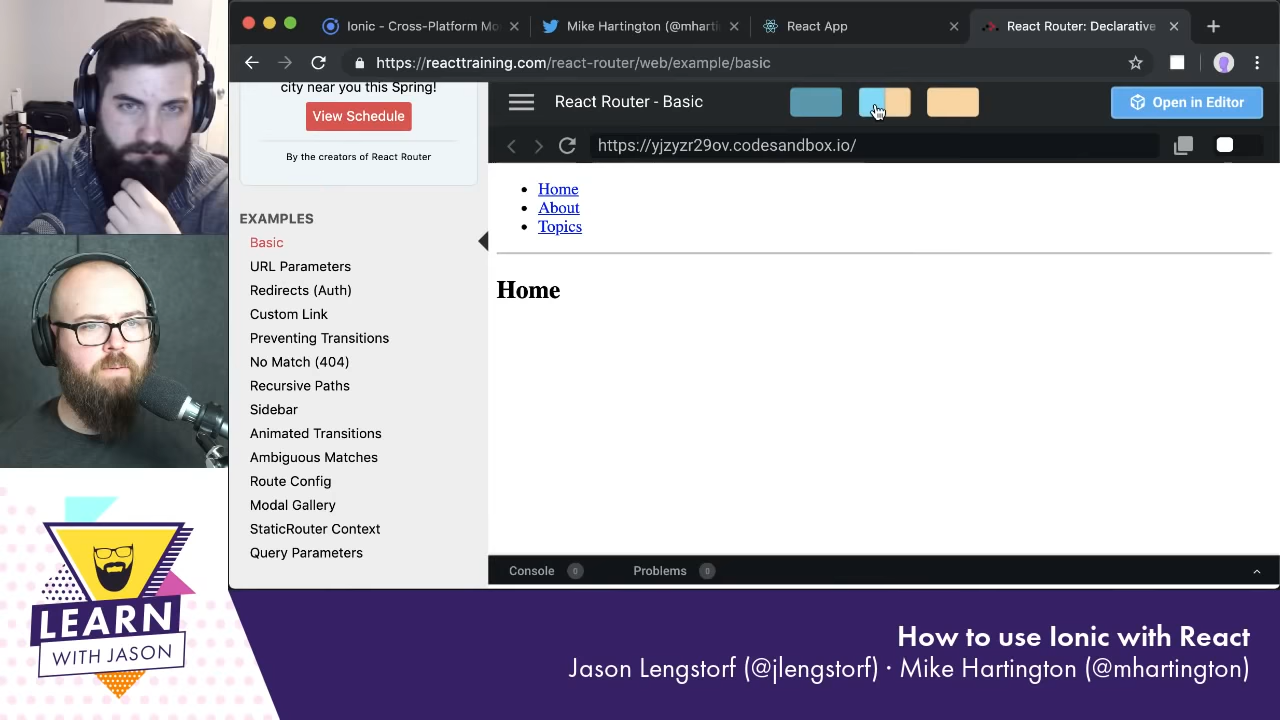 Ionic - Cross-Platform Mo
Mike Hartington (@mharti
React App
React Router: Declarative
https://reacttraining.com/react-router/web/example/basic
city near you this Spring!
View Schedule
By the creators of React Router
EXAMPLES
Basic
URL Parameters
Redirects (Auth)
Custom Link
Preventing Transitions
No Match (404)
Recursive Paths
Sidebar
Animated Transitions
Ambiguous Matches
Route Config
Modal Gallery
StaticRouter Context
Query Parameters
React Router - Basic
Open in Editor
https://yjzyzr29ov.codesandbox.io/
Home
About
Topics
Home
Console 0 Problems 0
LEARN
WITH JASON
How to use Ionic with React
Jason Lengstorf (@jlengstorf) · Mike Hartington (@mhartington)